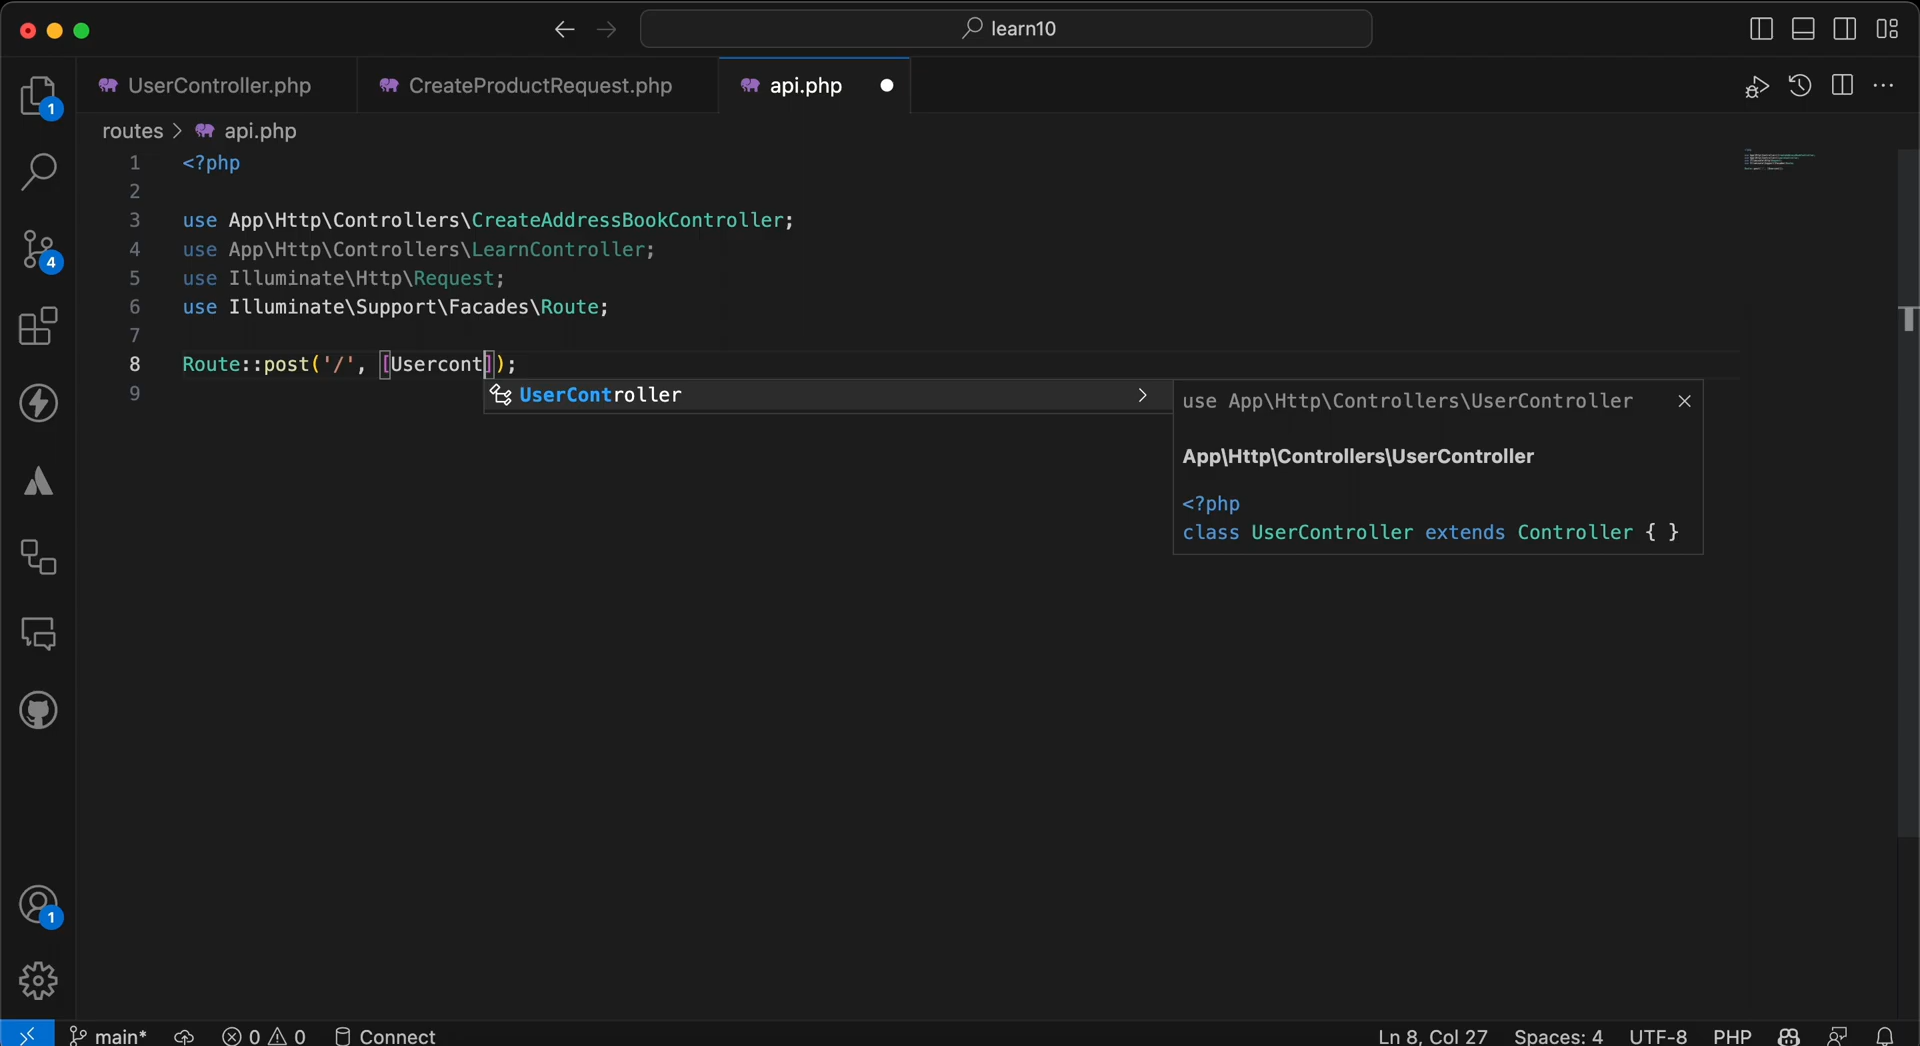 learn10
UserController.php
CreateProductRequest.php
api.php
1
routes > api.php
1 <?php
2
3 use App\Http\Controllers\CreateAddressBookController;
4 use App\Http\Controllers\LearnController;
5 use Illuminate\Http\Request;
6 use Illuminate\Support\Facades\Route;
7
8 Route::post('/', [Usercont]);
9
UserController
use App\Http\Controllers\UserController
App\Http\Controllers\UserController
<?php
class UserController extends Controller { }
4
1
main* 0 0 Connect
Ln 8, Col 27 Spaces: 4 UTF-8 PHP